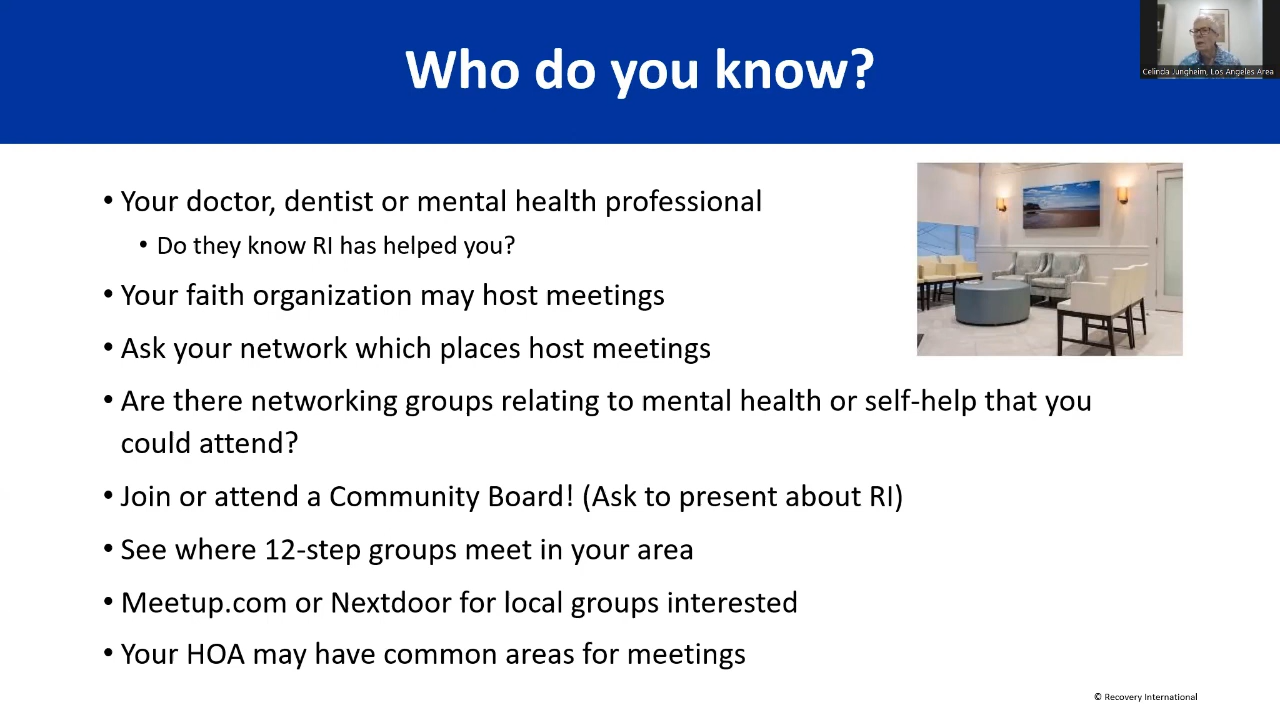 Who do you know?
Celinda Jungheim, Los Angeles Area
• Your doctor, dentist or mental health professional
• Do they know RI has helped you?
• Your faith organization may host meetings
• Ask your network which places host meetings
• Are there networking groups relating to mental health or self-help that you
could attend?
• Join or attend a Community Board! (Ask to present about RI)
• See where 12-step groups meet in your area
• Meetup.com or Nextdoor for local groups interested
• Your HOA may have common areas for meetings
© Recovery International